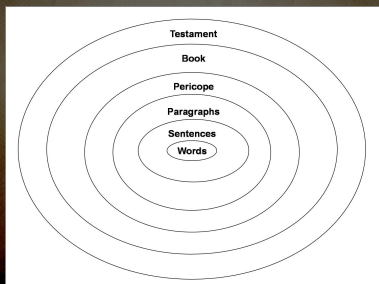 Testament
Book
Pericope
Paragraphs
Sentences
Words